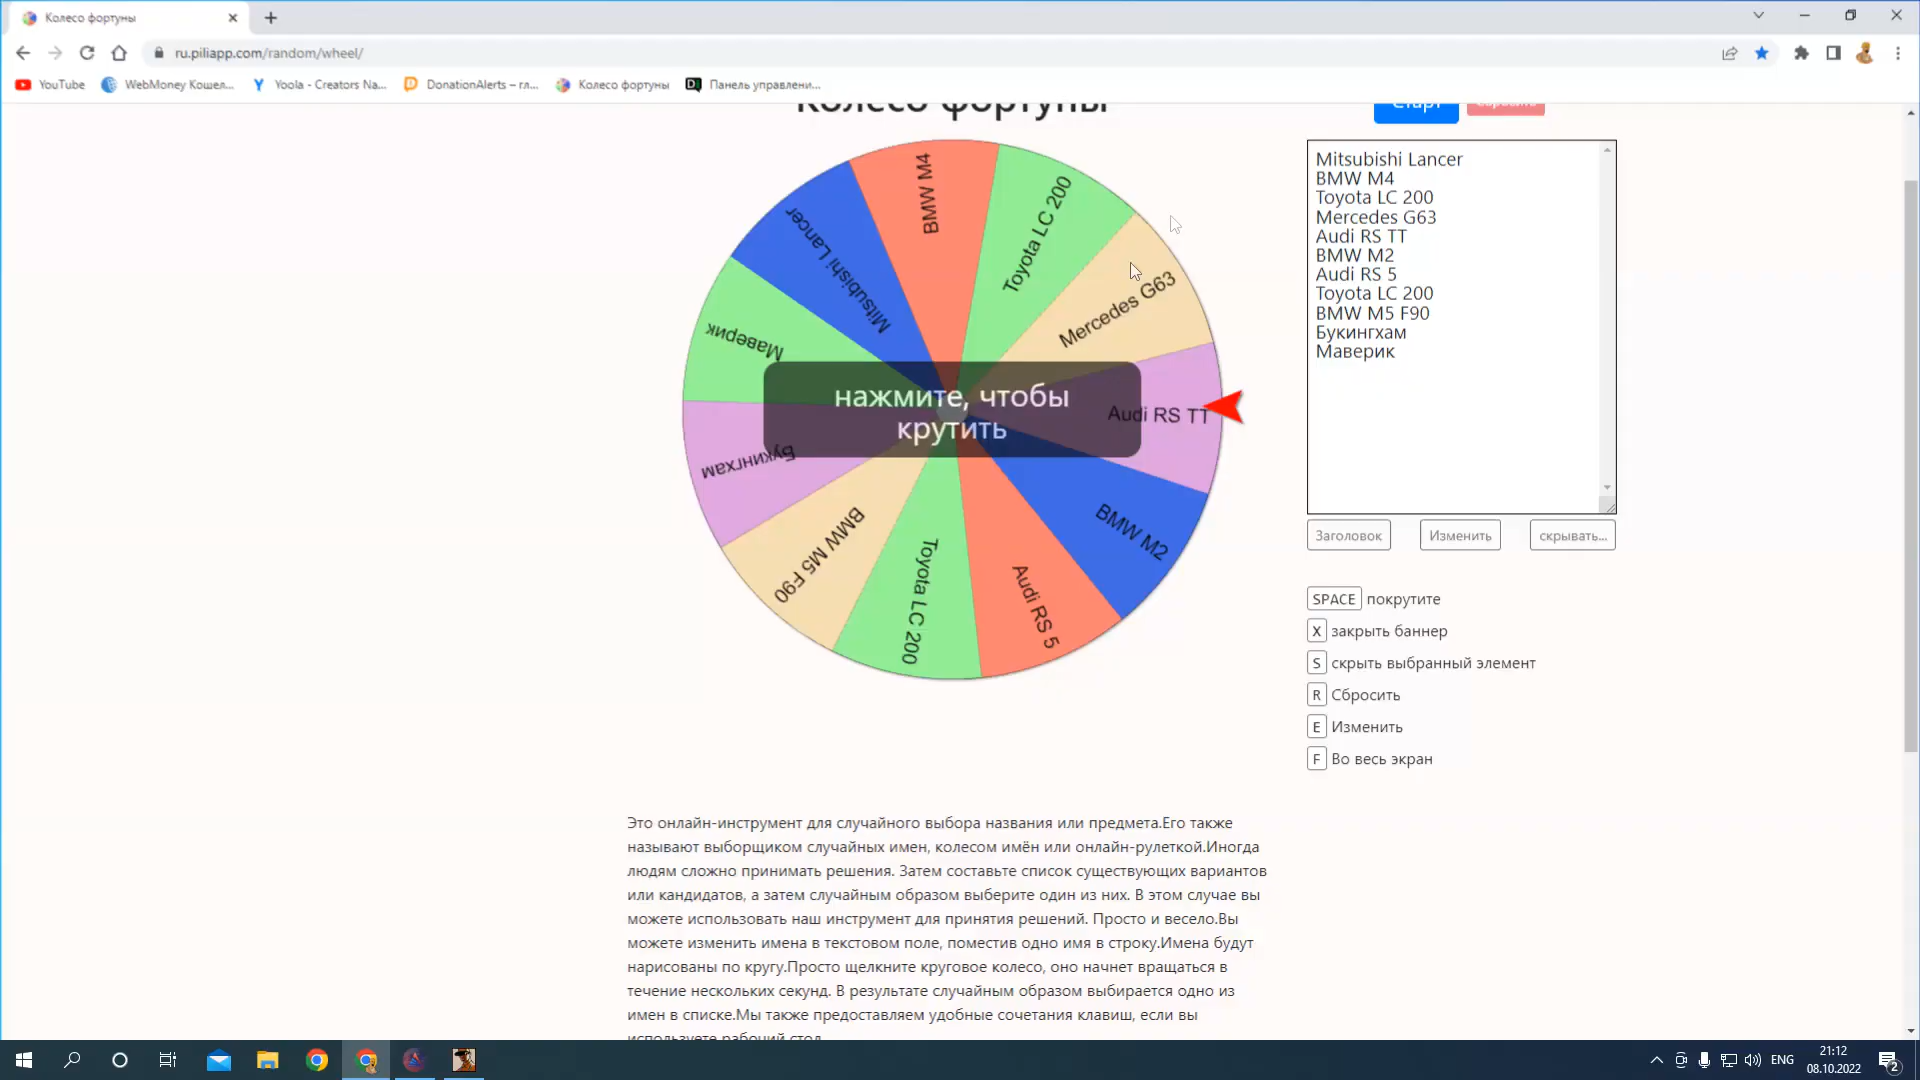 Колесо фортуны
ru.piliapp.com/random/wheel/
YouTube
WebMoney Кошел...
Yoola - Creators Na...
DonationAlerts – гл...
Колесо фортуны
Панель управлени...
Колесо фортуны
Старт
Сбросить
BMW M4
Toyota LC 200
Mercedes G63
Audi RS TT
BMW M2
Audi RS 5
Toyota LC 200
BMW M5 F90
Букингхам
Маверик
Mitsubishi Lancer
нажмите, чтобы
крутить
Mitsubishi Lancer
BMW M4
Toyota LC 200
Mercedes G63
Audi RS TT
BMW M2
Audi RS 5
Toyota LC 200
BMW M5 F90
Букингхам
Маверик
Заголовок
Изменить
скрывать...
SPACE покрутите
X закрыть баннер
S скрыть выбранный элемент
R Сбросить
E Изменить
F Во весь экран
Это онлайн-инструмент для случайного выбора названия или предмета.Его также
называют выборщиком случайных имен, колесом имён или онлайн-рулеткой.Иногда
людям сложно принимать решения. Затем составьте список существующих вариантов
или кандидатов, а затем случайным образом выберите один из них. В этом случае вы
можете использовать наш инструмент для принятия решений. Просто и весело.Вы
можете изменить имена в текстовом поле, поместив одно имя в строку.Имена будут
нарисованы по кругу.Просто щелкните круговое колесо, оно начнет вращаться в
течение нескольких секунд. В результате случайным образом выбирается одно из
имен в списке.Мы также предоставляем удобные сочетания клавиш, если вы
используете рабочий стол.
ENG
21:12
08.10.2022
2